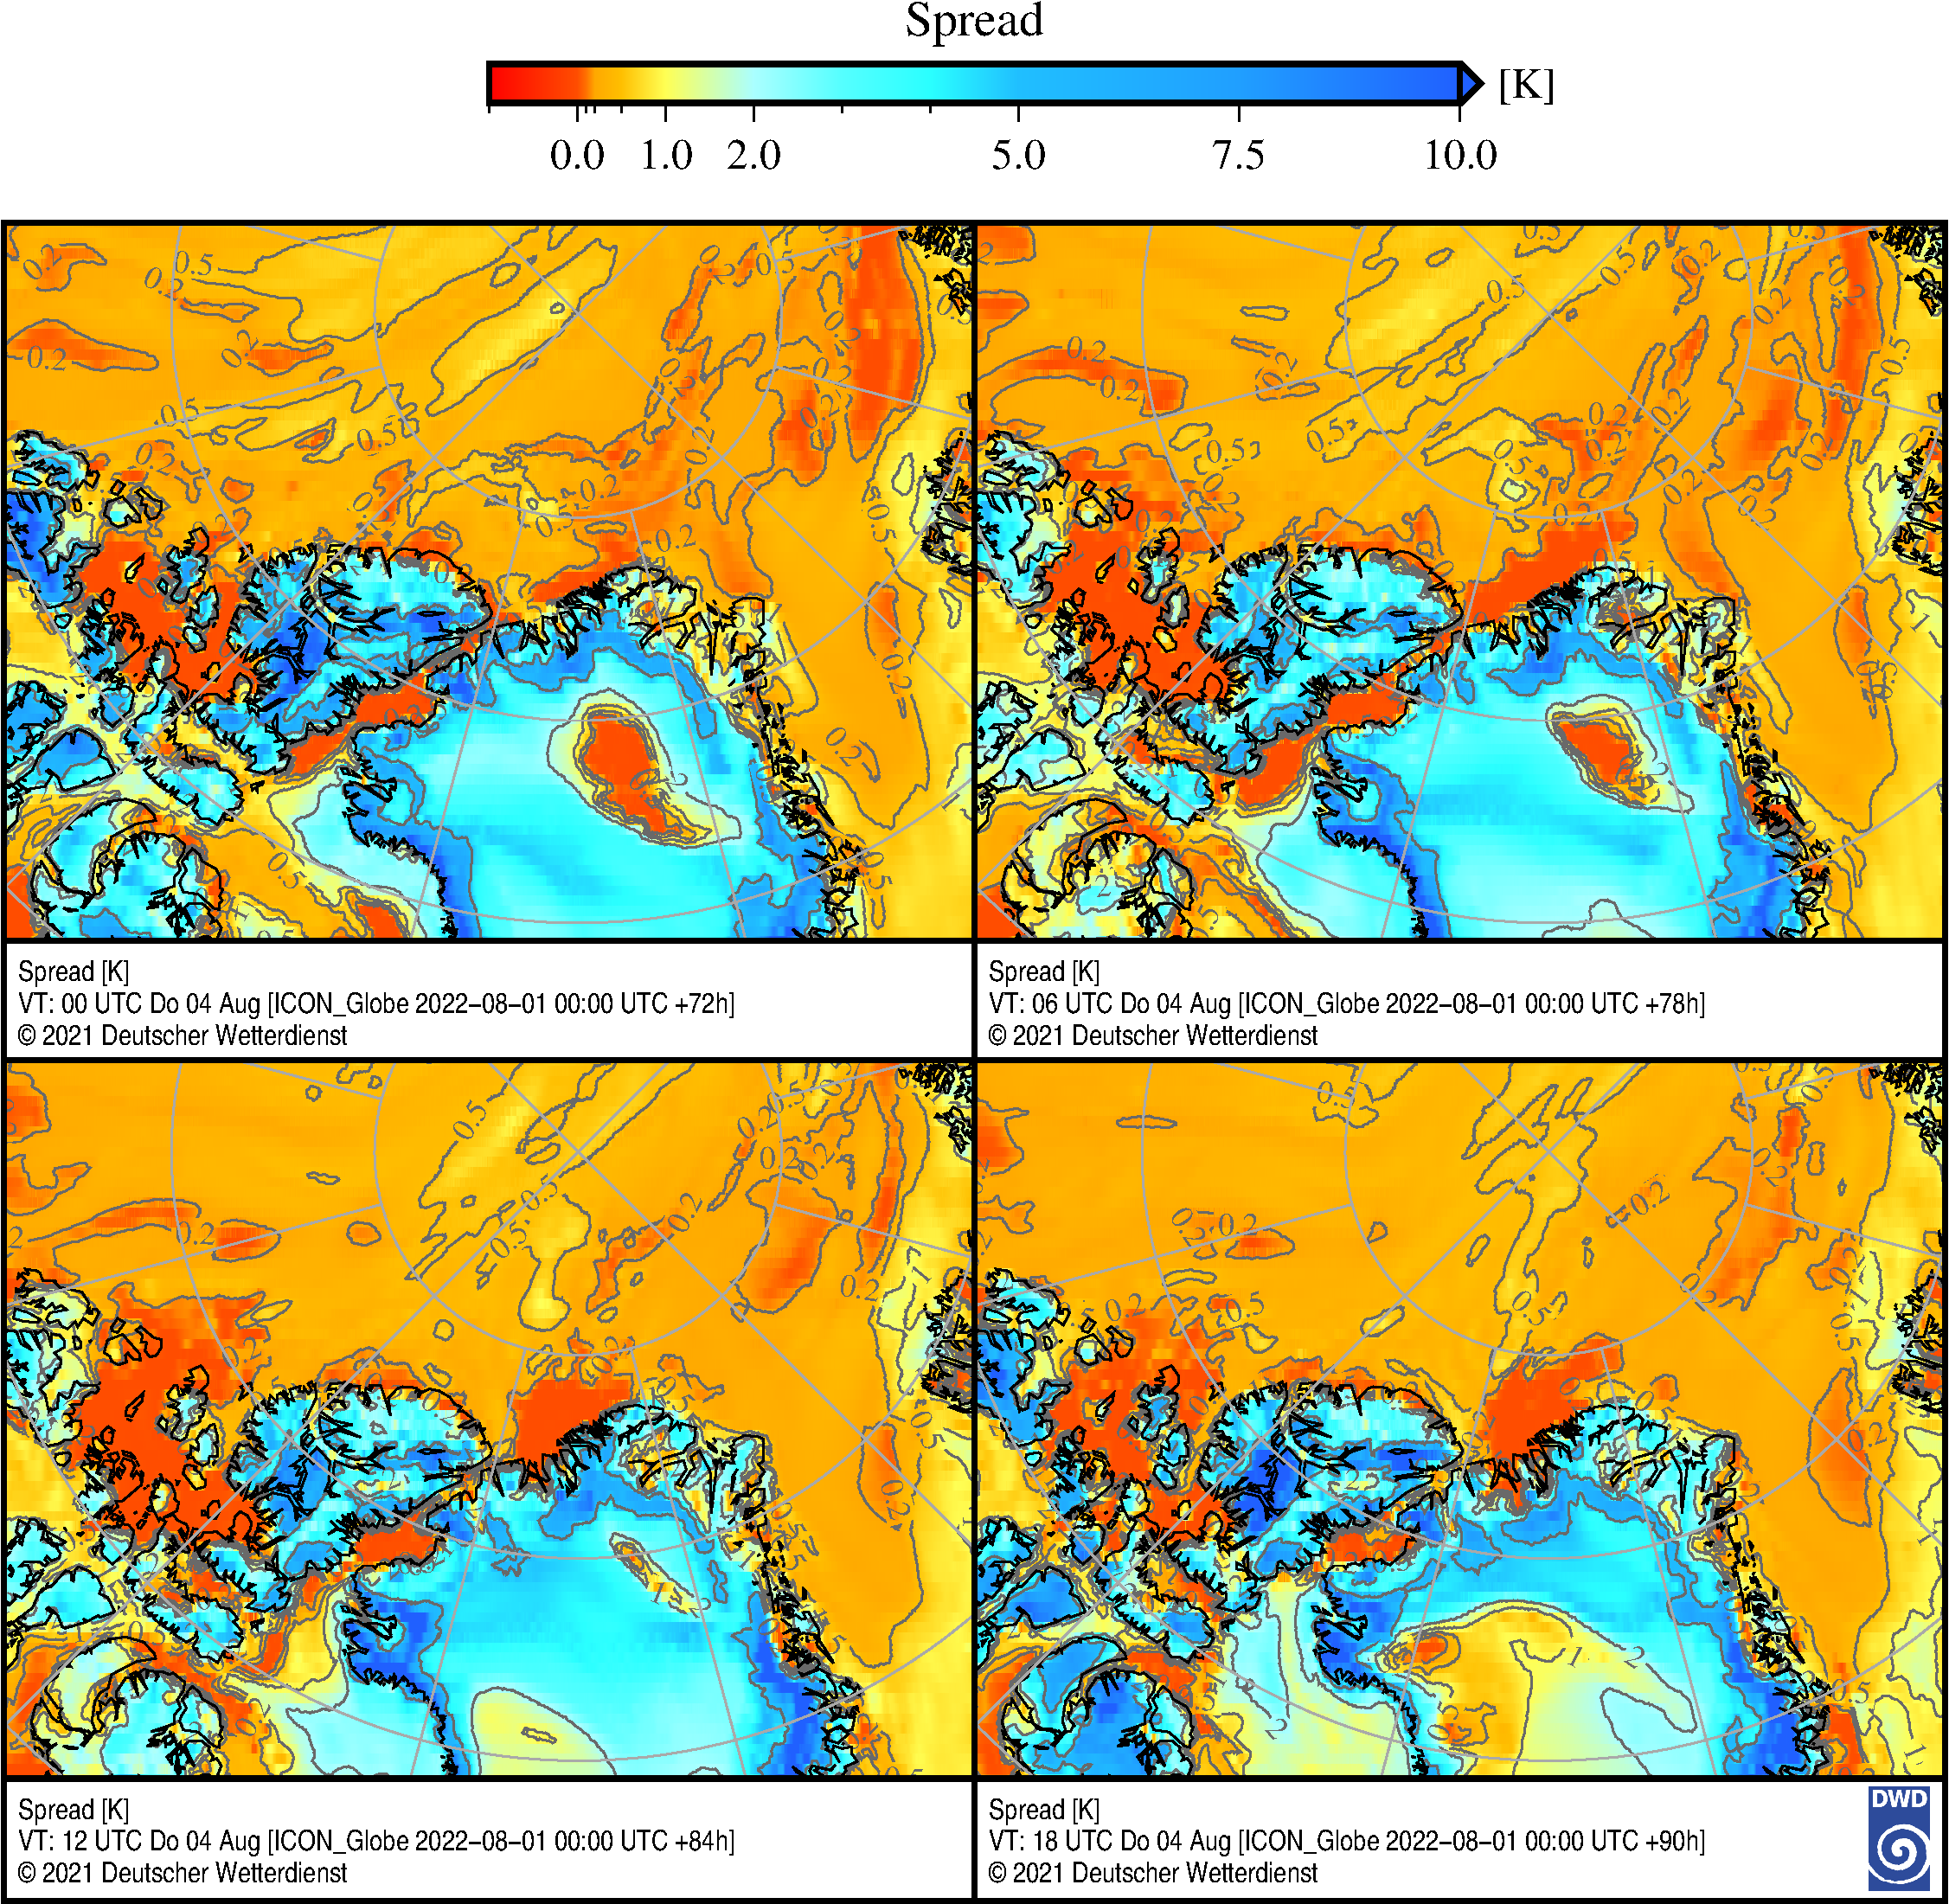 Spread
[K]
0.0 1.0 2.0 5.0 7.5 10.0
Spread [K]
VT: 00 UTC Do 04 Aug [ICON_Globe 2022-08-01 00:00 UTC +72h]
© 2021 Deutscher Wetterdienst
Spread [K]
VT: 06 UTC Do 04 Aug [ICON_Globe 2022-08-01 00:00 UTC +78h]
© 2021 Deutscher Wetterdienst
Spread [K]
VT: 12 UTC Do 04 Aug [ICON_Globe 2022-08-01 00:00 UTC +84h]
© 2021 Deutscher Wetterdienst
Spread [K]
VT: 18 UTC Do 04 Aug [ICON_Globe 2022-08-01 00:00 UTC +90h]
© 2021 Deutscher Wetterdienst
DWD